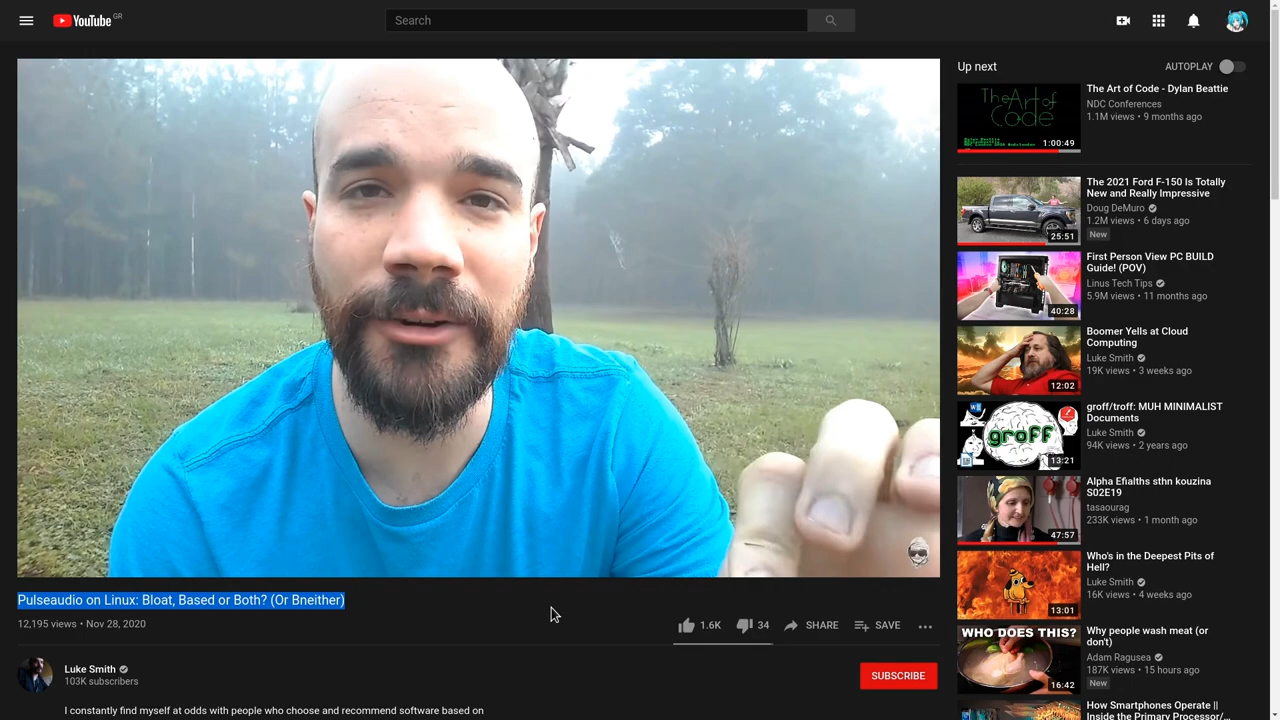 YouTube GR
Search
Up next
AUTOPLAY
The Art of Code
1:00:49
The Art of Code - Dylan Beattie
NDC Conferences
1.1M views • 9 months ago
25:51
The 2021 Ford F-150 Is Totally
New and Really Impressive
Doug DeMuro
1.2M views • 6 days ago
New
40:28
First Person View PC BUILD
Guide! (POV)
Linus Tech Tips
5.9M views • 11 months ago
12:02
Boomer Yells at Cloud
Computing
Luke Smith
19K views • 3 weeks ago
groff
13:21
groff/troff: MUH MINIMALIST
Documents
Luke Smith
94K views • 2 years ago
47:57
Alpha Efialths sthn kouzina
S02E19
tasaourag
233K views • 1 month ago
13:01
Who's in the Deepest Pits of
Hell?
Luke Smith
16K views • 4 weeks ago
WHO DOES THIS?
16:42
Why people wash meat (or
don't)
Adam Ragusea
187K views • 15 hours ago
New
How Smartphones Operate ||
Inside the Primary Processor/...
Pulseaudio on Linux: Bloat, Based or Both? (Or Bneither)
12,195 views • Nov 28, 2020
1.6K
34
SHARE
SAVE
Luke Smith
103K subscribers
SUBSCRIBE
I constantly find myself at odds with people who choose and recommend software based on